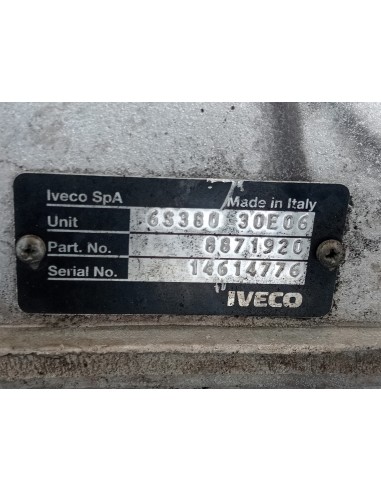 Iveco SpA Made in Italy
Unit 6S380 30E06
Part. No. 8871920
Serial No. 14614776
IVECO